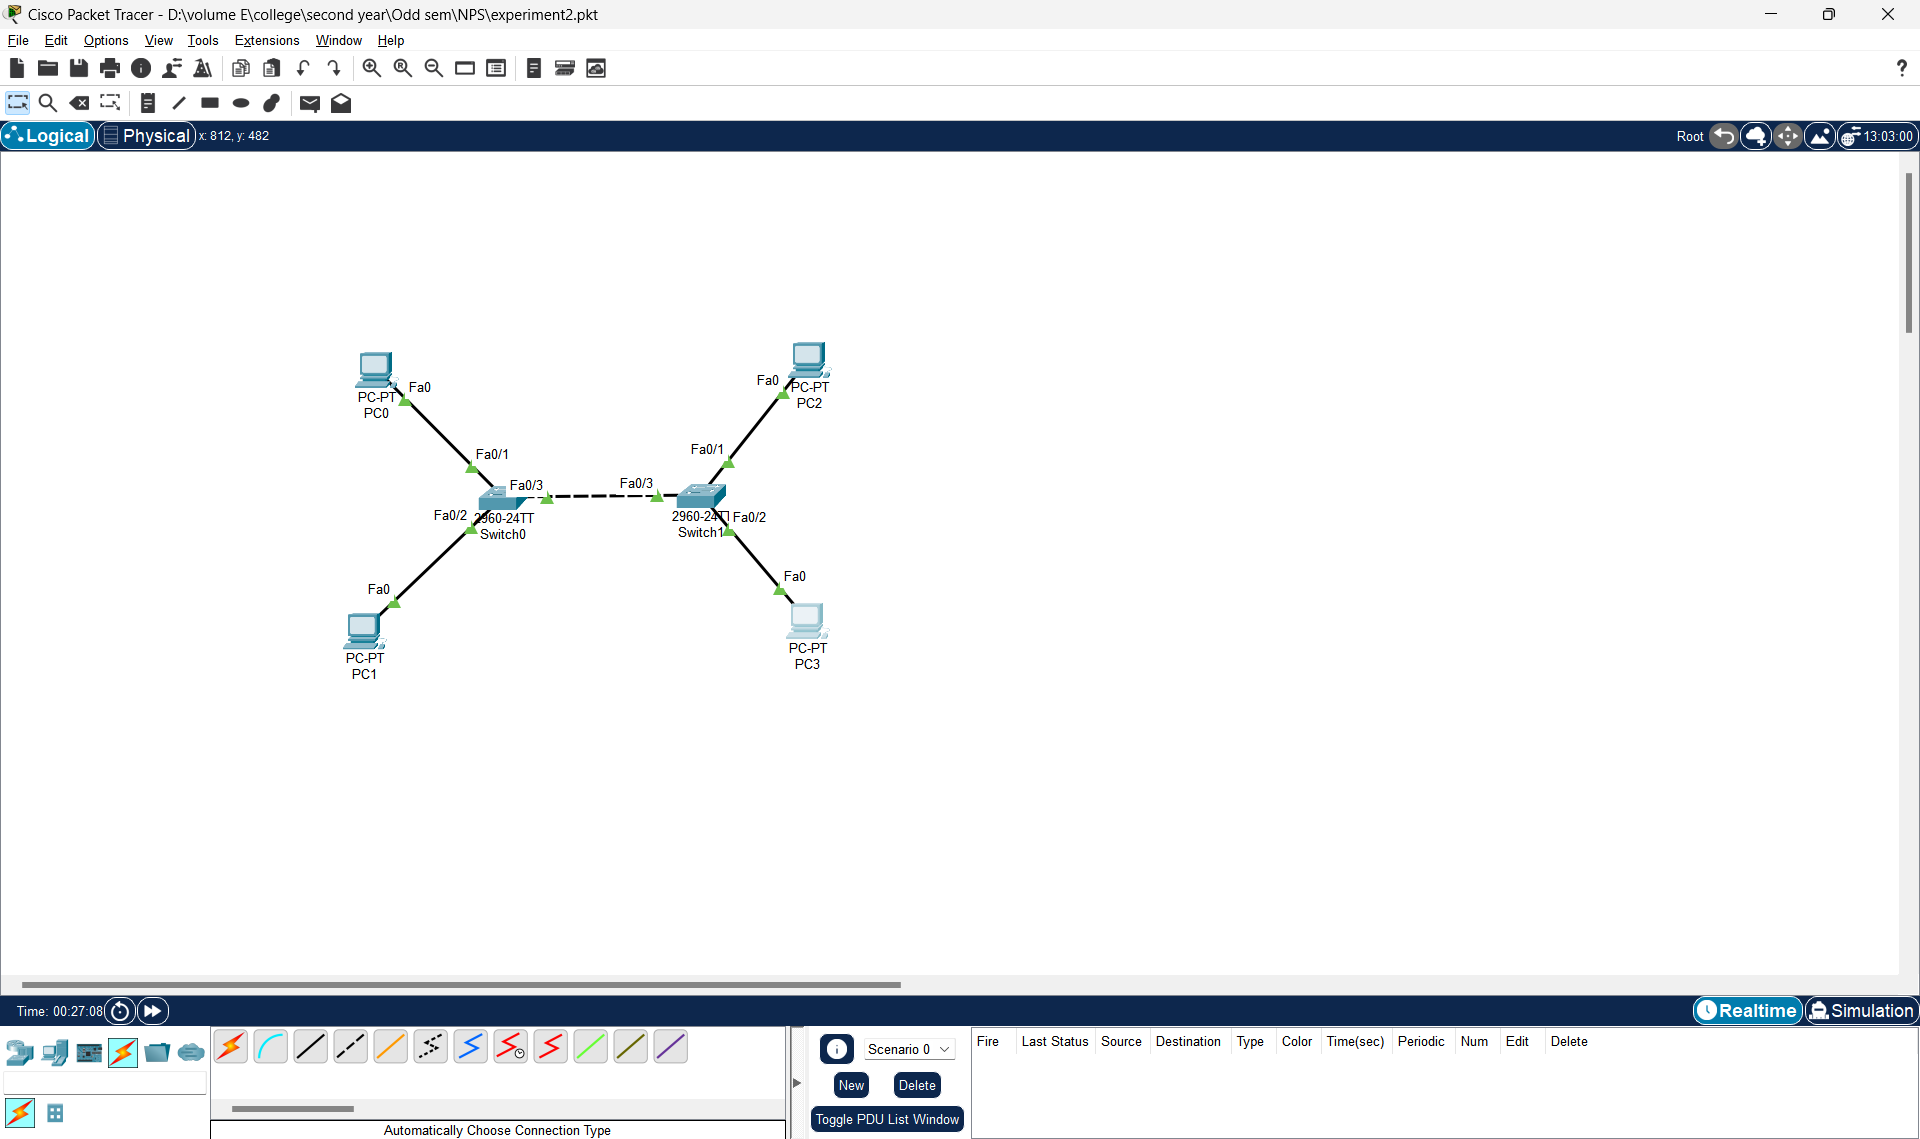 Cisco Packet Tracer - D:\volume E\college\second year\Odd sem\NPS\experiment2.pkt
File Edit Options View Tools Extensions Window Help
Logical Physical x: 812, y: 482 Root 13:03:00
PC-PT
PC0
Fa0
Fa0
PC-PT
PC2
Fa0/1
Fa0/1
Fa0/3
Fa0/3
Fa0/2
2960-24TT
Switch0
2960-24TT
Switch1
Fa0/2
Fa0
PC-PT
PC1
Fa0
PC-PT
PC3
Time: 00:27:08 Realtime Simulation
Scenario 0
New Delete
Toggle PDU List Window
Fire Last Status Source Destination Type Color Time(sec) Periodic Num Edit Delete
Automatically Choose Connection Type